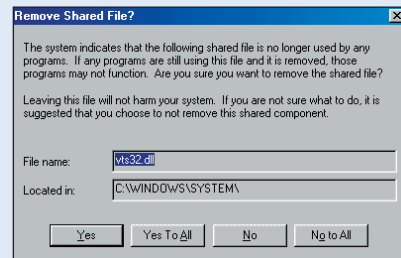 Remove Shared File?
The system indicates that the following shared file is no longer used by any
programs. If any programs are still using this file and it is removed, those
programs may not function. Are you sure you want to remove the shared file?
Leaving this file will not harm your system. If you are not sure what to do, it is
suggested that you choose to not remove this shared component.
File name: vts32.dll
Located in: C:\WINDOWS\SYSTEM\
Yes Yes To All No No to All